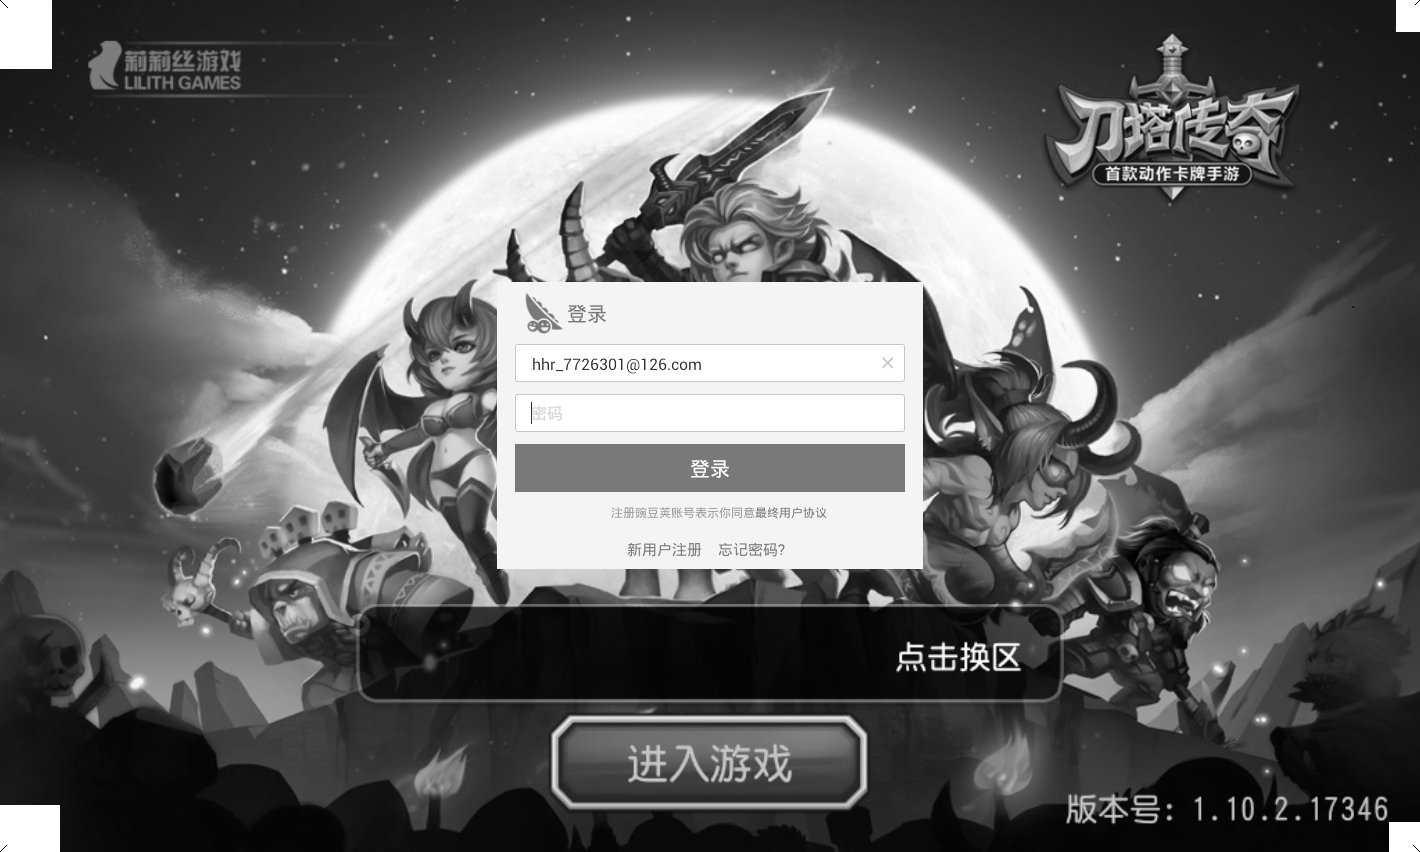 莉莉丝游戏
LILITH GAMES
刀塔传奇
首款动作卡牌手游
登录
hhr_7726301@126.com
密码
登录
注册豌豆荚账号表示你同意最终用户协议
新用户注册 忘记密码?
点击换区
进入游戏
版本号: 1.10.2.17346